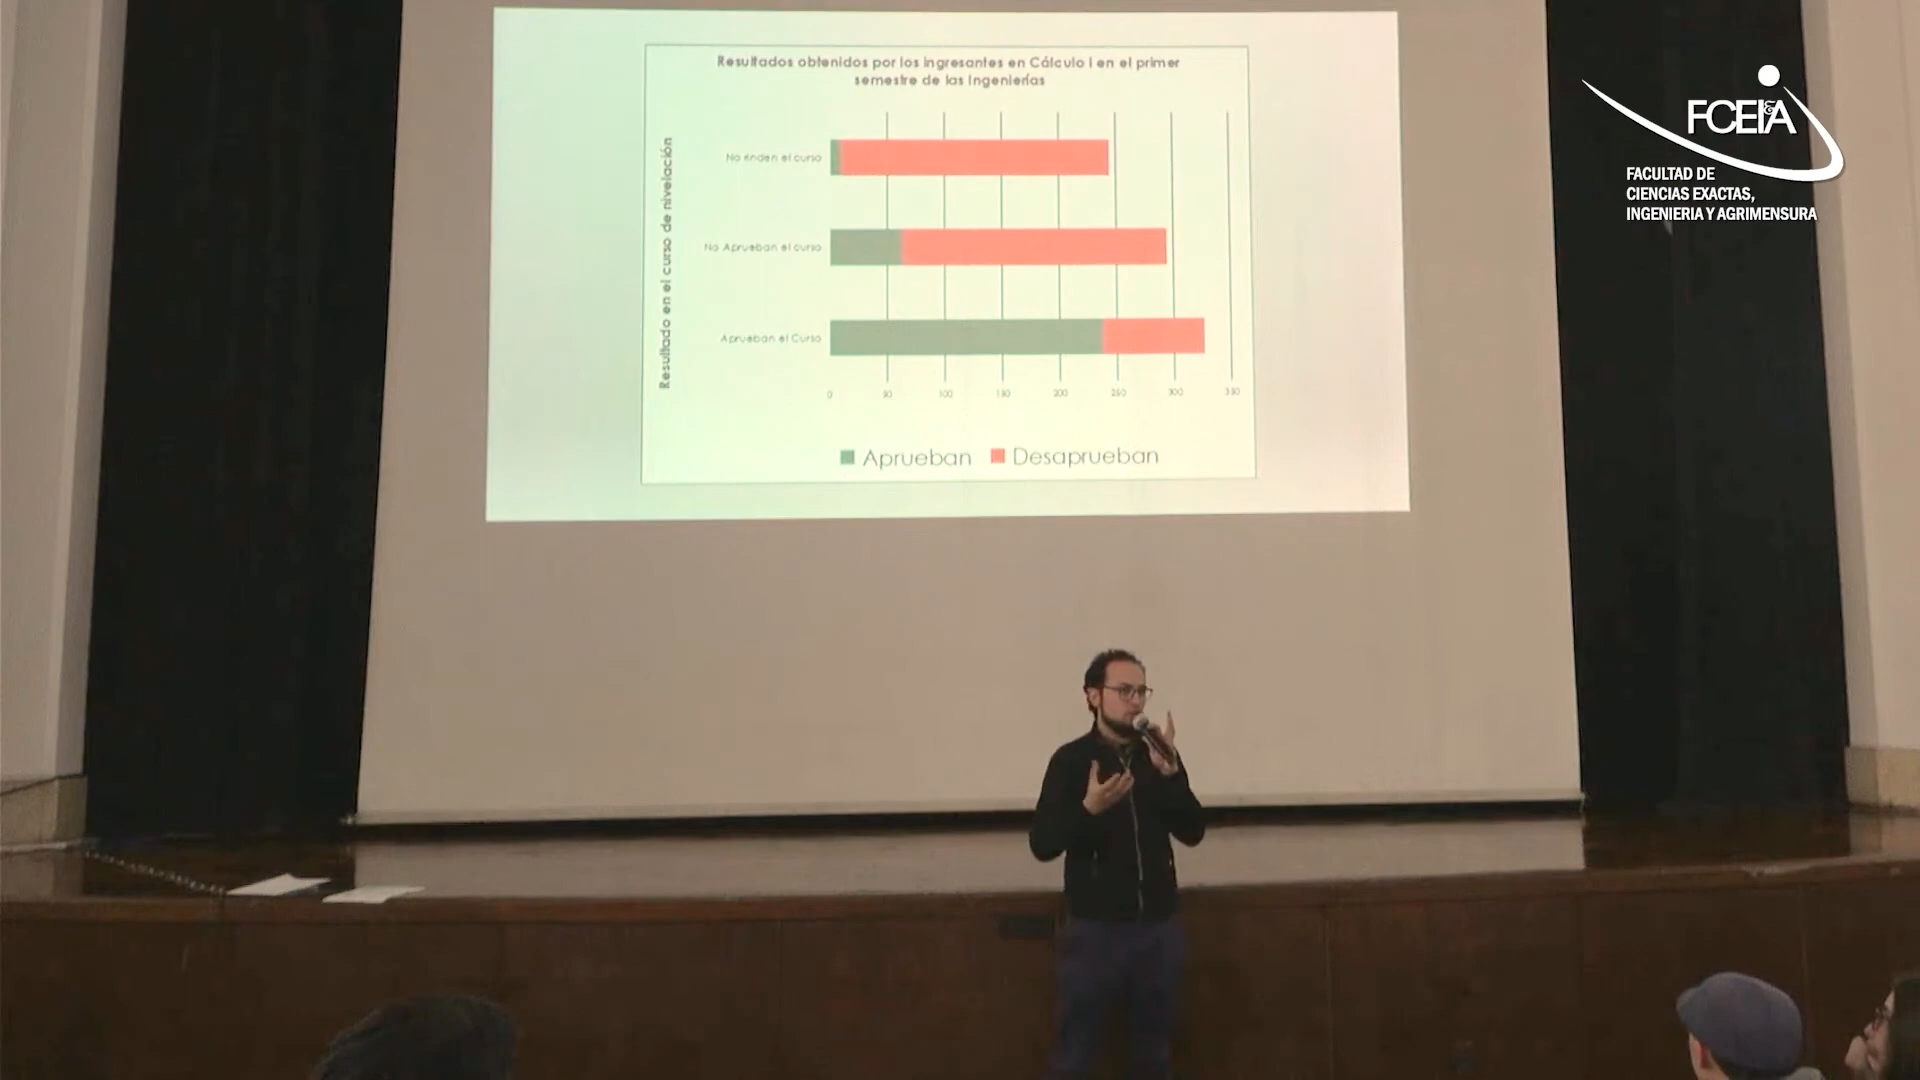 Resultados obtenidos por los ingresantes en Cálculo I en el primer
semestre de las Ingenierías
Resultado en el curso de nivelación
No rinden el curso
No Aprueban el curso
Aprueban el Curso
0 50 100 150 200 250 300 350
Aprueban Desaprueban
FCEI&A
FACULTAD DE
CIENCIAS EXACTAS,
INGENIERIA Y AGRIMENSURA